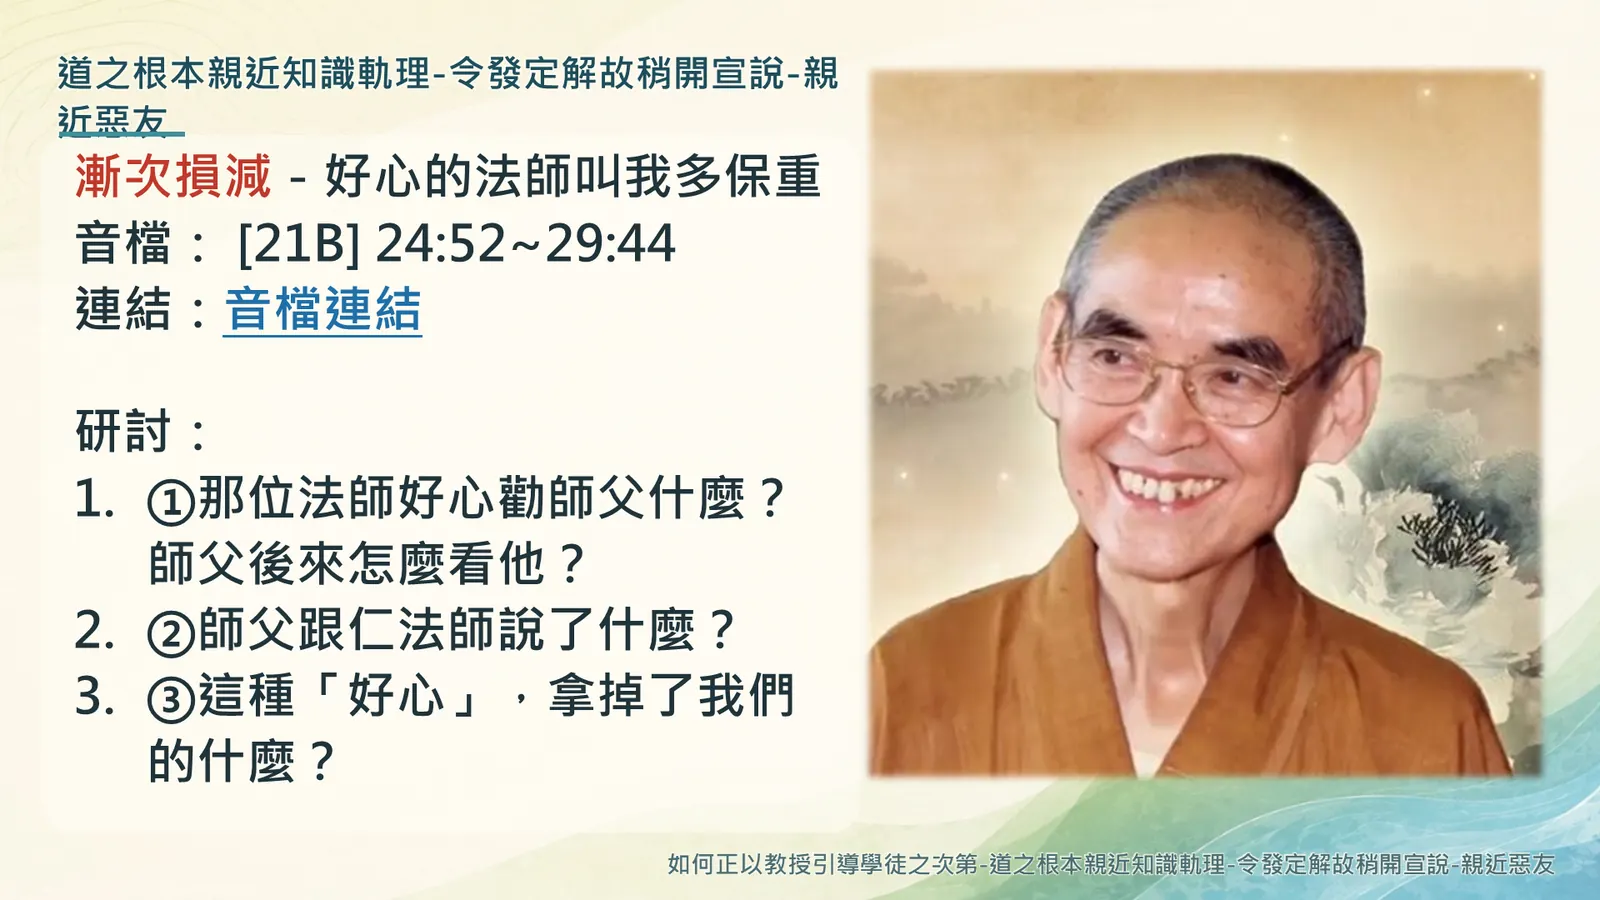 道之根本親近知識軌理-令發定解故稍開宣說-親
近惡友
漸次損減 - 好心的法師叫我多保重
音檔： [21B] 24:52~29:44
連結：音檔連結
研討：
1. ①那位法師好心勸師父什麼？
師父後來怎麼看他？
2. ②師父跟仁法師說了什麼？
3. ③這種「好心」，拿掉了我們
的什麼？
如何正以教授引導學徒之次第-道之根本親近知識軌理-令發定解故稍開宣說-親近惡友